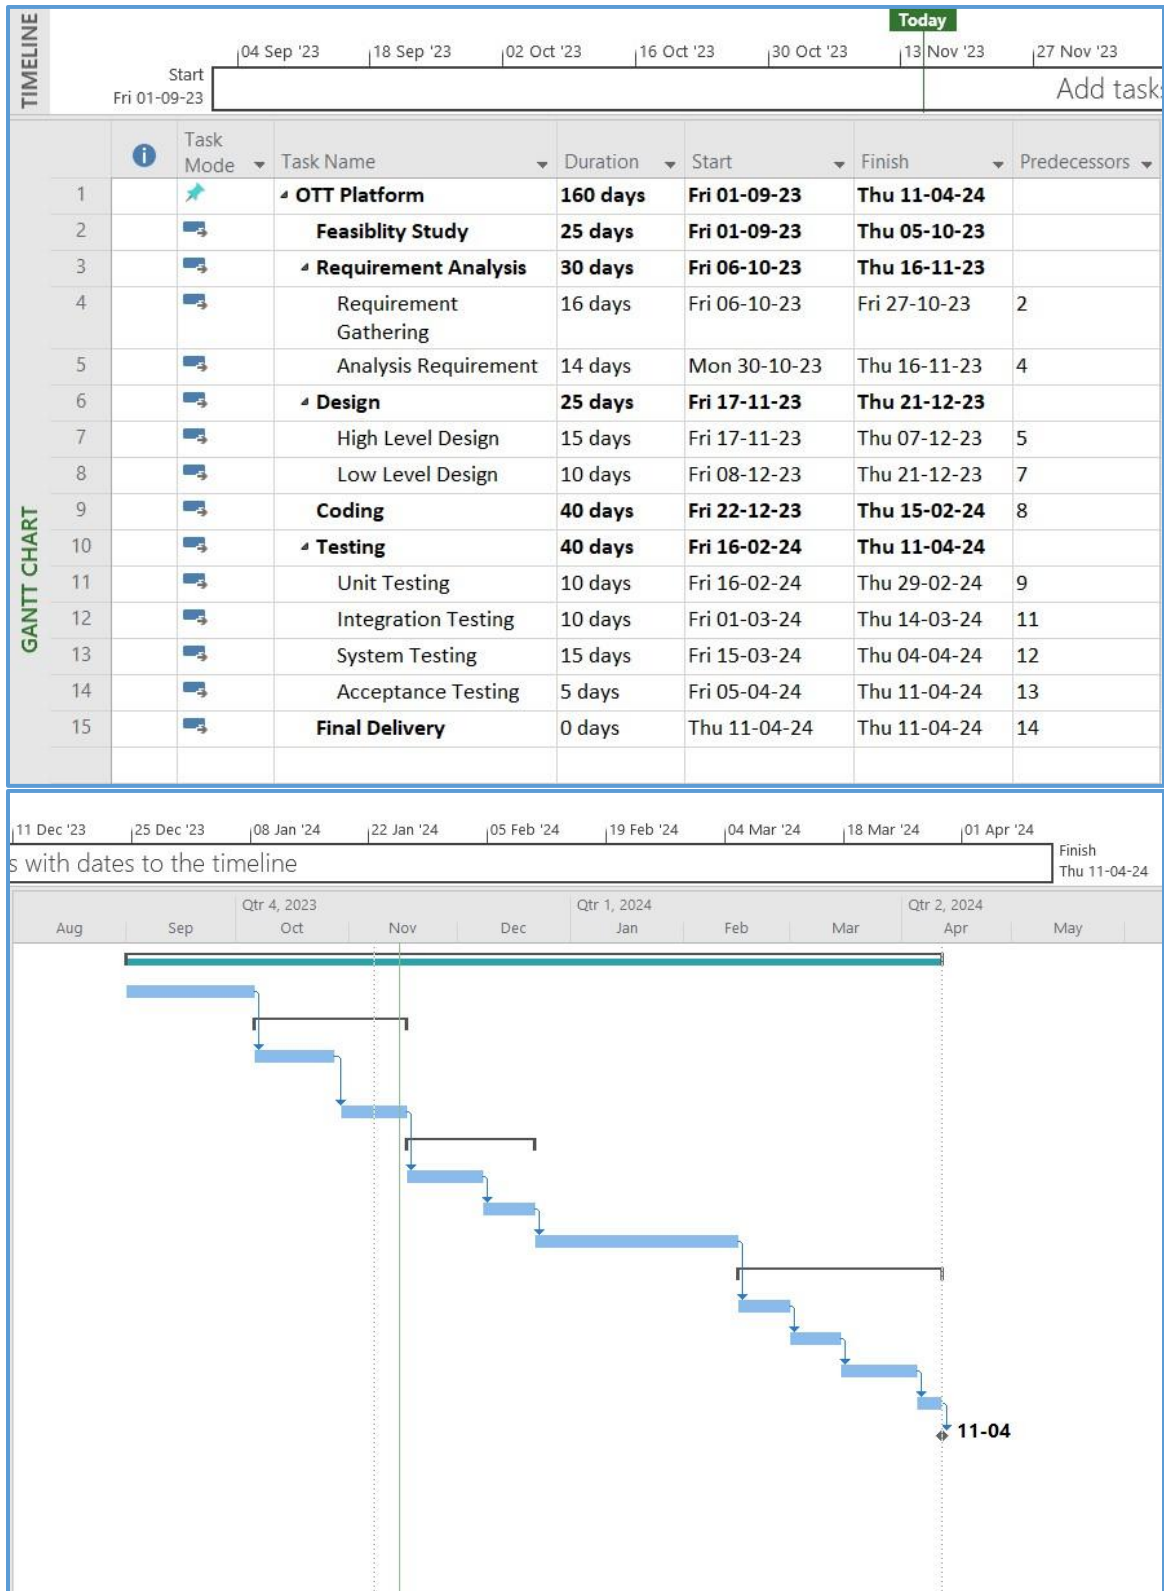 TIMELINE
Today
04 Sep '23 18 Sep '23 02 Oct '23 16 Oct '23 30 Oct '23 13 Nov '23 27 Nov '23
Start
Fri 01-09-23
Add task
GANTT CHART
Task Mode Task Name Duration Start Finish Predecessors
1 OTT Platform 160 days Fri 01-09-23 Thu 11-04-24
2 Feasiblity Study 25 days Fri 01-09-23 Thu 05-10-23
3 Requirement Analysis 30 days Fri 06-10-23 Thu 16-11-23
4 Requirement Gathering 16 days Fri 06-10-23 Fri 27-10-23 2
5 Analysis Requirement 14 days Mon 30-10-23 Thu 16-11-23 4
6 Design 25 days Fri 17-11-23 Thu 21-12-23
7 High Level Design 15 days Fri 17-11-23 Thu 07-12-23 5
8 Low Level Design 10 days Fri 08-12-23 Thu 21-12-23 7
9 Coding 40 days Fri 22-12-23 Thu 15-02-24 8
10 Testing 40 days Fri 16-02-24 Thu 11-04-24
11 Unit Testing 10 days Fri 16-02-24 Thu 29-02-24 9
12 Integration Testing 10 days Fri 01-03-24 Thu 14-03-24 11
13 System Testing 15 days Fri 15-03-24 Thu 04-04-24 12
14 Acceptance Testing 5 days Fri 05-04-24 Thu 11-04-24 13
15 Final Delivery 0 days Thu 11-04-24 Thu 11-04-24 14
11 Dec '23 25 Dec '23 08 Jan '24 22 Jan '24 05 Feb '24 19 Feb '24 04 Mar '24 18 Mar '24 01 Apr '24
s with dates to the timeline
Finish
Thu 11-04-24
Qtr 4, 2023 Qtr 1, 2024 Qtr 2, 2024
Aug Sep Oct Nov Dec Jan Feb Mar Apr May
11-04